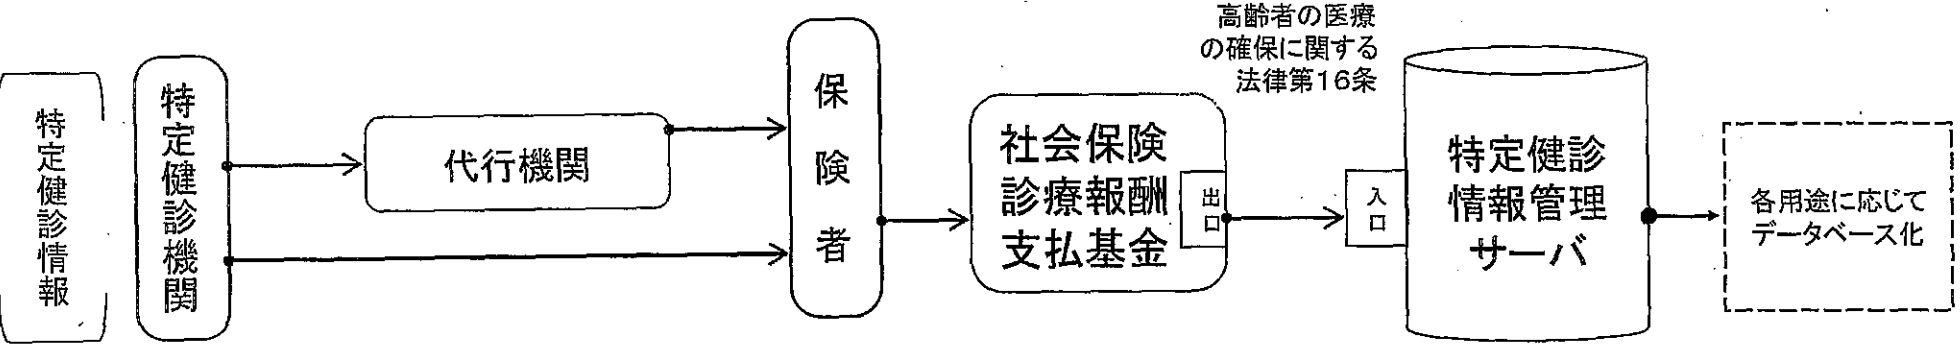 特定健診情報
特定健診機関
代行機関
保険者
社会保険
診療報酬
支払基金
出口
高齢者の医療
の確保に関する
法律第16条
入口
特定健診
情報管理
サーバ
各用途に応じて
データベース化